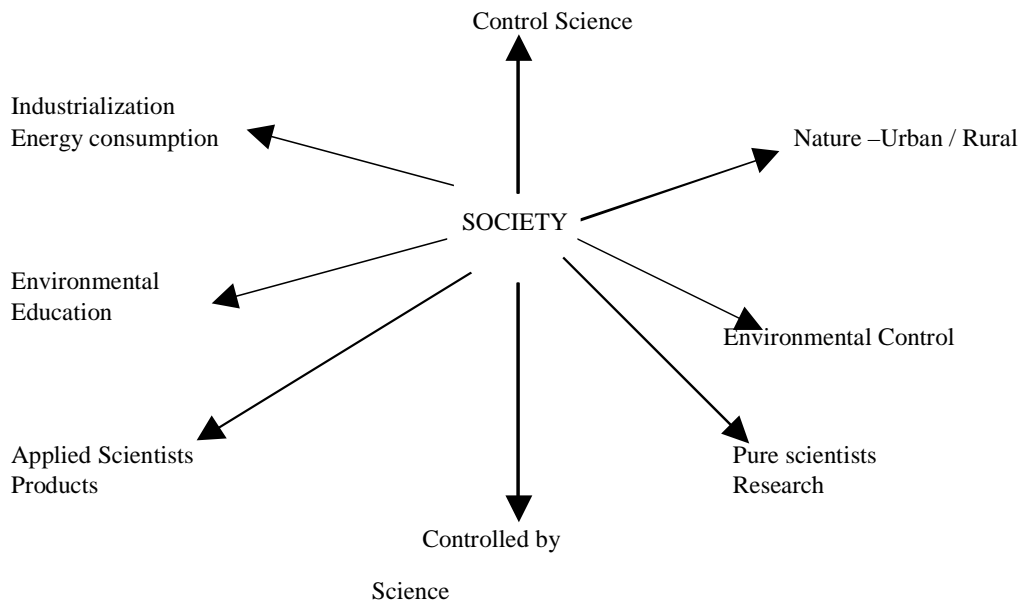 Control Science
Industrialization
Energy consumption
Nature –Urban / Rural
SOCIETY
Environmental
Education
Environmental Control
Applied Scientists
Products
Pure scientists
Research
Controlled by
Science